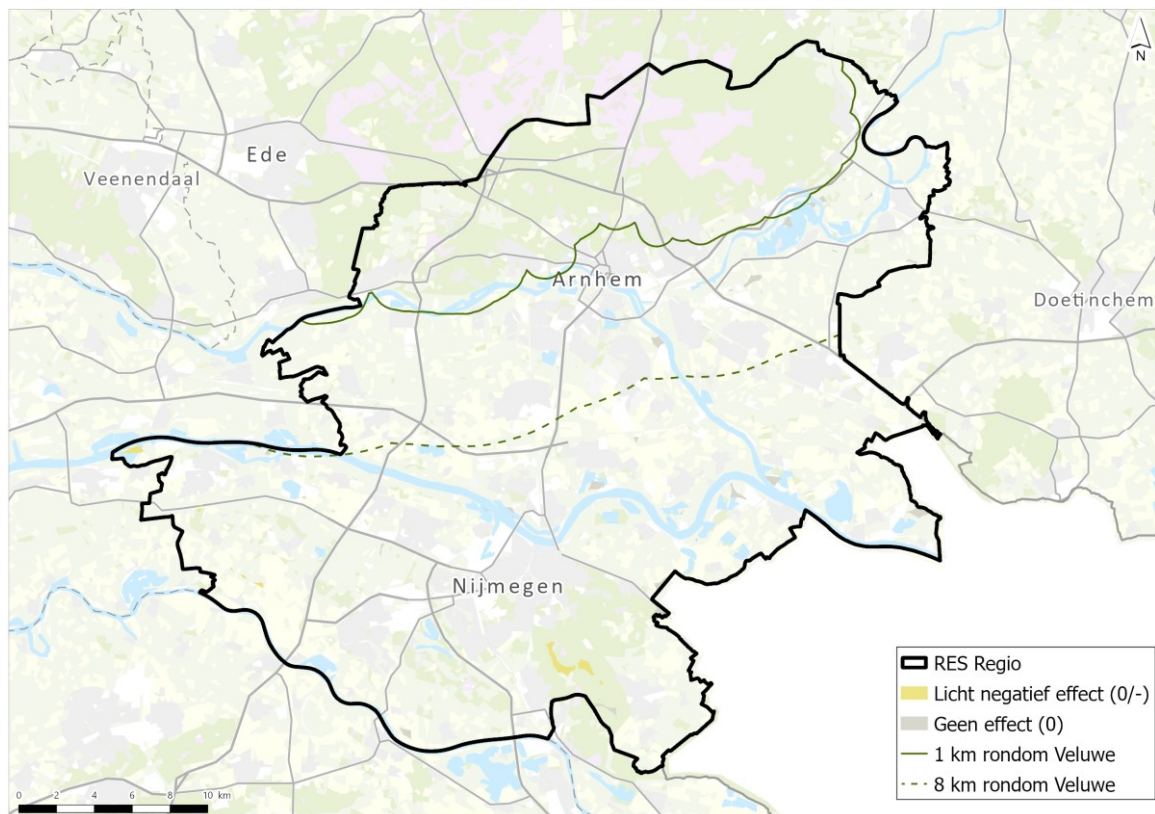 N
Ede
Veenendaal
Arnhem
Doetinchem
Nijmegen
RES Regio
Licht negatief effect (0/-)
Geen effect (0)
1 km rondom Veluwe
8 km rondom Veluwe
0 2 4 6 8 10 km